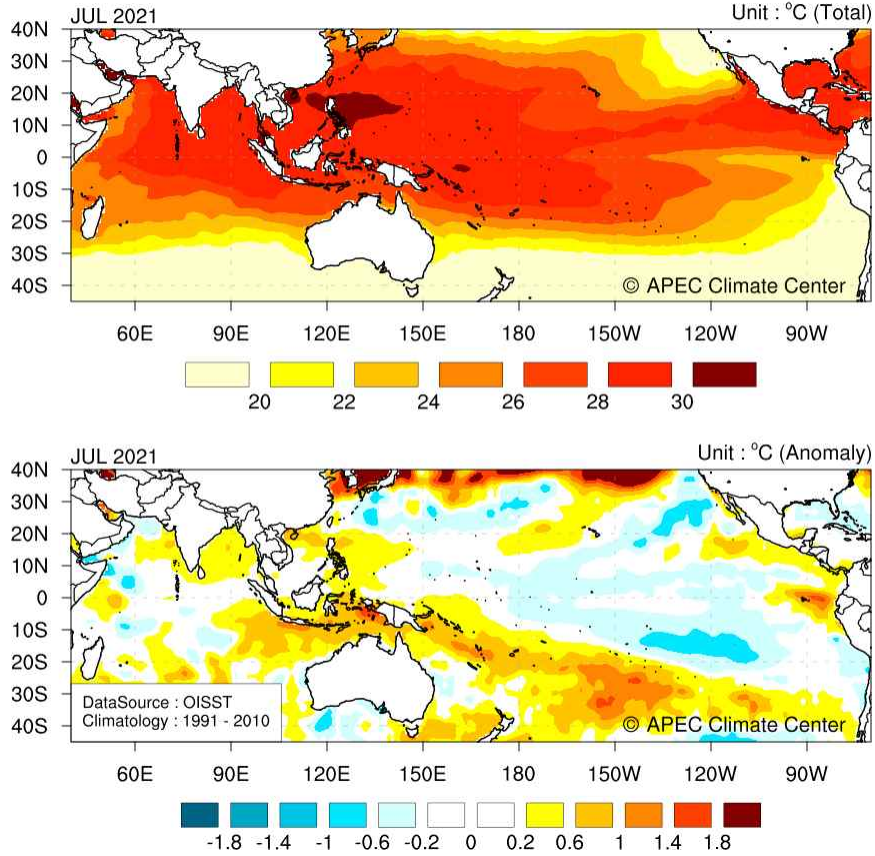 JUL 2021 Unit : °C (Total)
40N
30N
20N
10N
0
10S
20S
30S
40S
© APEC Climate Center
60E 90E 120E 150E 180 150W 120W 90W
20 22 24 26 28 30
JUL 2021 Unit : °C (Anomaly)
40N
30N
20N
10N
0
10S
20S
30S
40S
DataSource : OISST
Climatology : 1991 - 2010
© APEC Climate Center
60E 90E 120E 150E 180 150W 120W 90W
-1.8 -1.4 -1 -0.6 -0.2 0 0.2 0.6 1 1.4 1.8